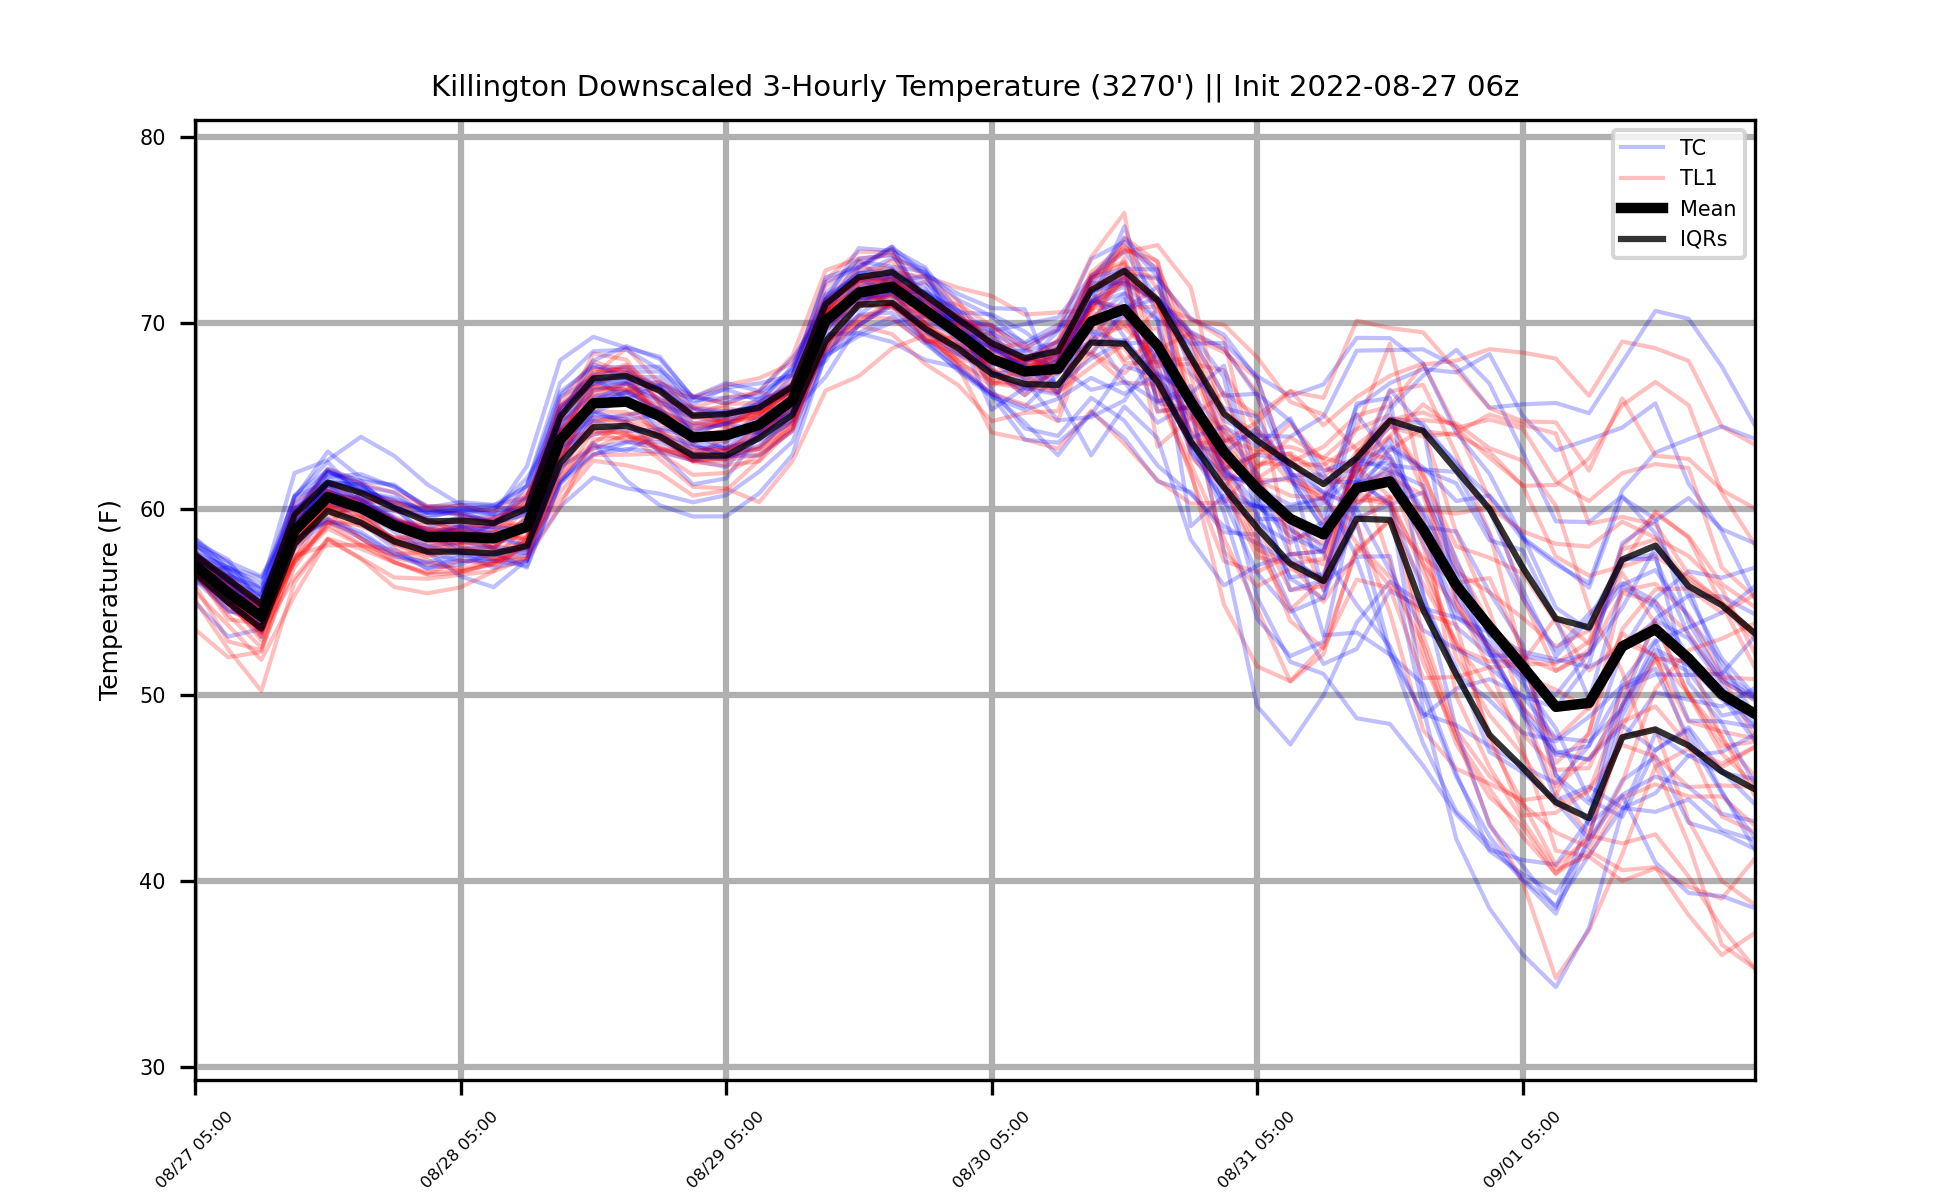 Killington Downscaled 3-Hourly Temperature (3270') || Init 2022-08-27 06z
TC
TL1
Mean
IQRs
Temperature (F)
80
70
60
50
40
30
08/27 05:00
08/28 05:00
08/29 05:00
08/30 05:00
08/31 05:00
09/01 05:00